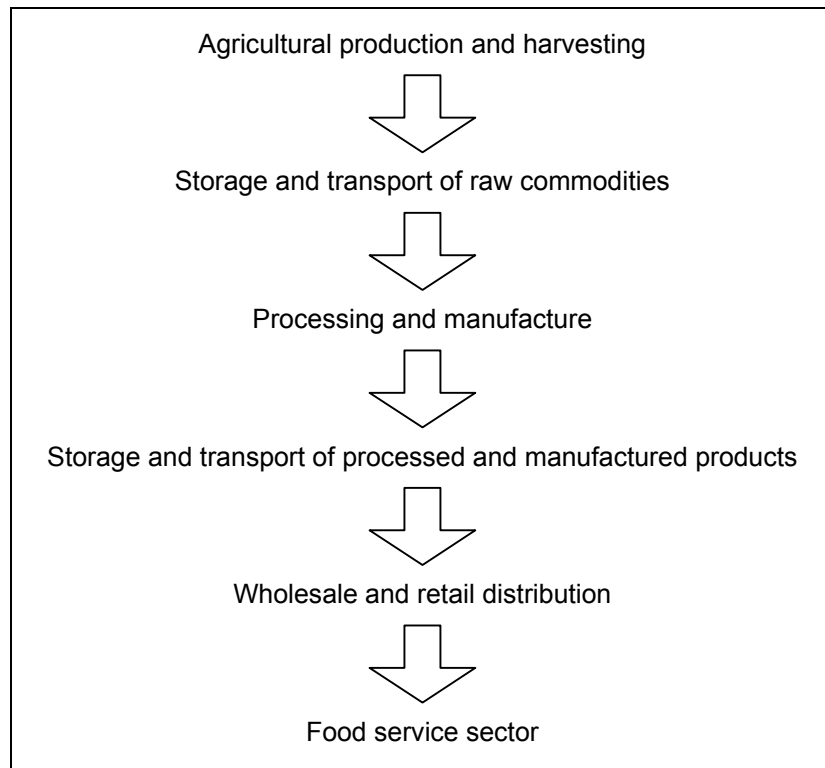 Agricultural production and harvesting
Storage and transport of raw commodities
Processing and manufacture
Storage and transport of processed and manufactured products
Wholesale and retail distribution
Food service sector